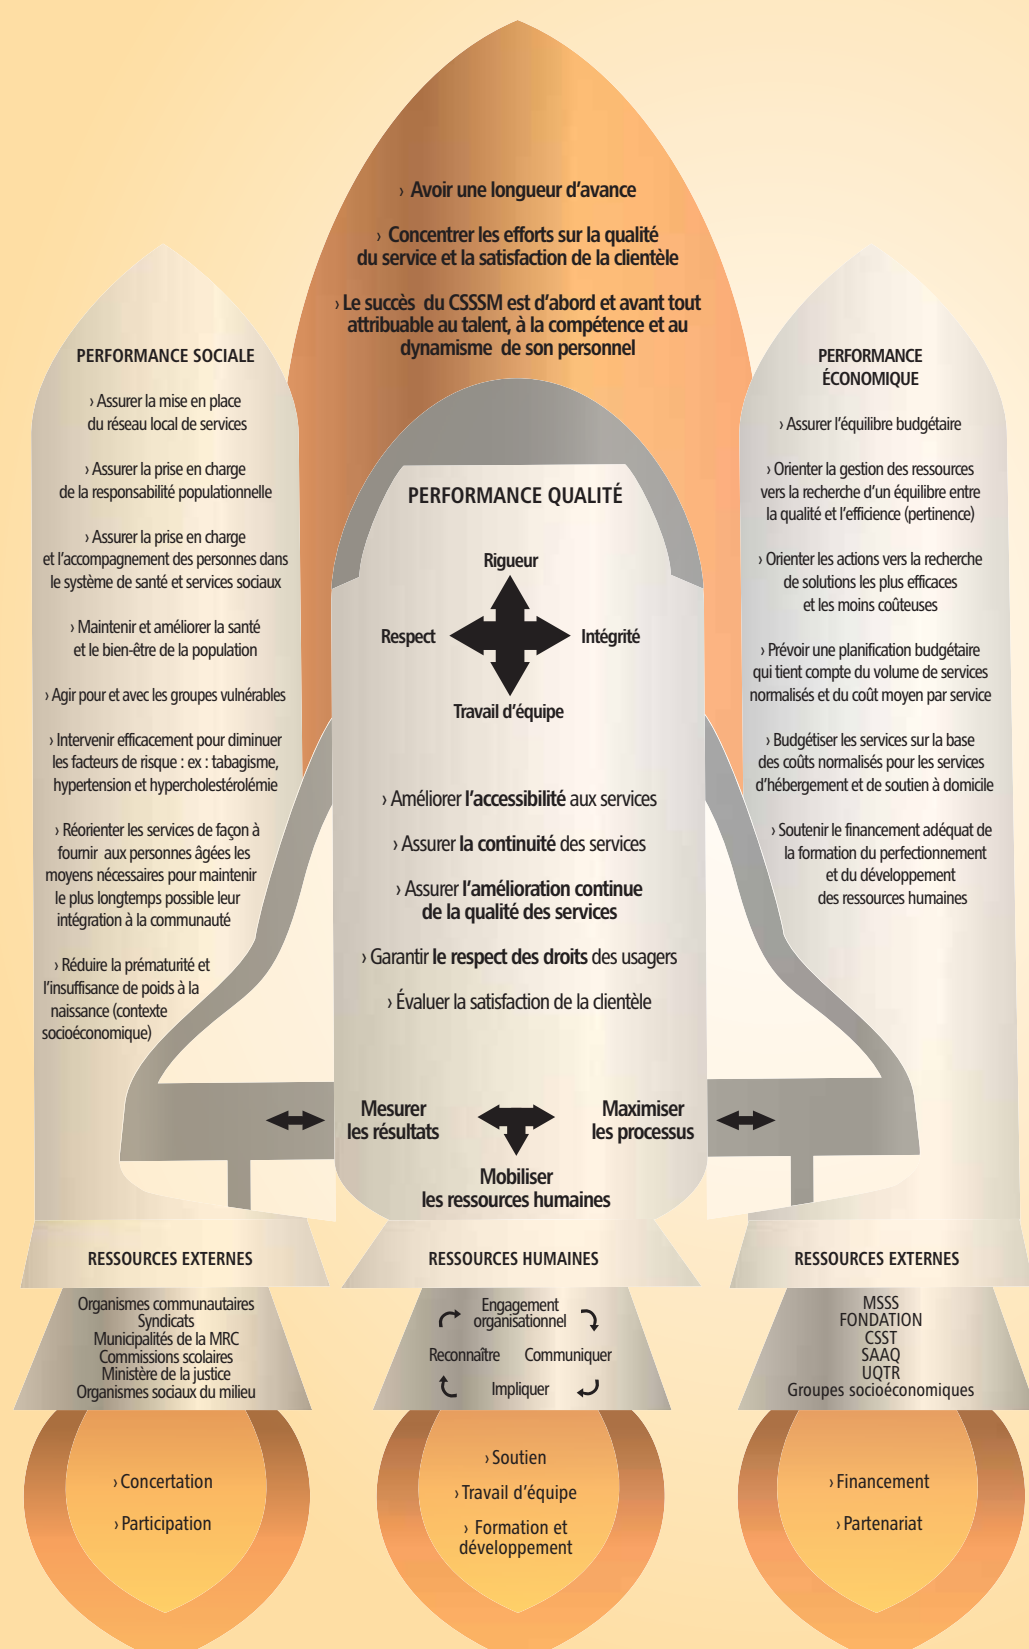 › Avoir une longueur d’avance
› Concentrer les efforts sur la qualité
du service et la satisfaction de la clientèle
› Le succès du CSSSM est d’abord et avant tout
attribuable au talent, à la compétence et au
dynamisme de son personnel
PERFORMANCE SOCIALE
› Assurer la mise en place
du réseau local de services
› Assurer la prise en charge
de la responsabilité populationnelle
› Assurer la prise en charge
et l’accompagnement des personnes dans
le système de santé et services sociaux
› Maintenir et améliorer la santé
et le bien-être de la population
› Agir pour et avec les groupes vulnérables
› Intervenir efficacement pour diminuer
les facteurs de risque : ex : tabagisme,
hypertension et hypercholestérolémie
› Réorienter les services de façon à
fournir aux personnes âgées les
moyens nécessaires pour maintenir
le plus longtemps possible leur
intégration à la communauté
› Réduire la prématurité et
l’insuffisance de poids à la
naissance (contexte
socioéconomique)
PERFORMANCE QUALITÉ
Rigueur
Respect
Intégrité
Travail d’équipe
› Améliorer l’accessibilité aux services
› Assurer la continuité des services
› Assurer l’amélioration continue
de la qualité des services
› Garantir le respect des droits des usagers
› Évaluer la satisfaction de la clientèle
Mesurer
les résultats
Maximiser
les processus
Mobiliser
les ressources humaines
PERFORMANCE
ÉCONOMIQUE
› Assurer l’équilibre budgétaire
› Orienter la gestion des ressources
vers la recherche d’un équilibre entre
la qualité et l’efficience (pertinence)
› Orienter les actions vers la recherche
de solutions les plus efficaces
et les moins coûteuses
› Prévoir une planification budgétaire
qui tient compte du volume de services
normalisés et du coût moyen par service
› Budgétiser les services sur la base
des coûts normalisés pour les services
d’hébergement et de soutien à domicile
› Soutenir le financement adéquat de
la formation du perfectionnement
et du développement
des ressources humaines
RESSOURCES EXTERNES
Organismes communautaires
Syndicats
Municipalités de la MRC
Commissions scolaires
Ministère de la justice
Organismes sociaux du milieu
› Concertation
› Participation
RESSOURCES HUMAINES
Engagement
organisationnel
Reconnaître
Communiquer
Impliquer
› Soutien
› Travail d’équipe
› Formation et
développement
RESSOURCES EXTERNES
MSSS
FONDATION
CSST
SAAQ
UQTR
Groupes socioéconomiques
› Financement
› Partenariat